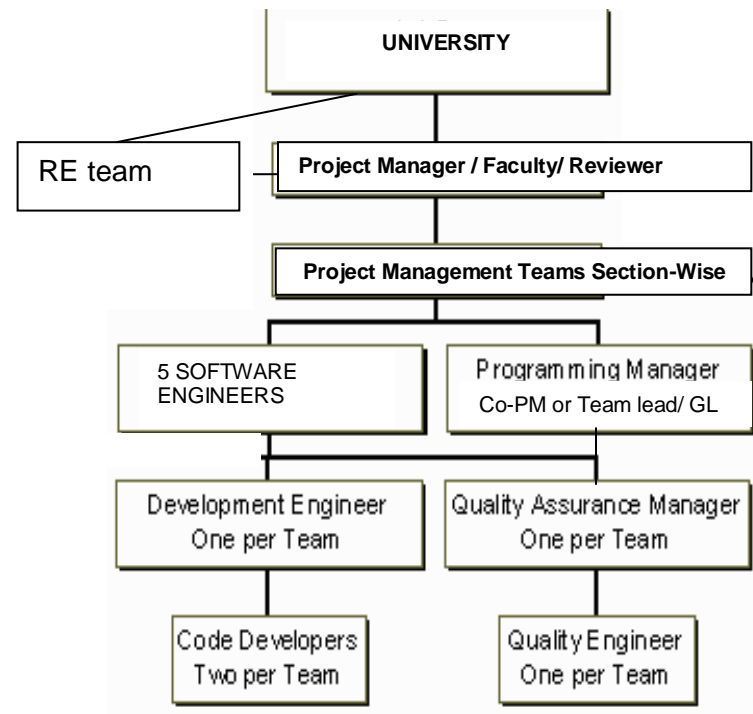 UNIVERSITY
RE team
Project Manager / Faculty/ Reviewer
Project Management Teams Section-Wise
5 SOFTWARE
ENGINEERS
Programming Manager
Co-PM or Team lead/ GL
Development Engineer
One per Team
Quality Assurance Manager
One per Team
Code Developers
Two per Team
Quality Engineer
One per Team